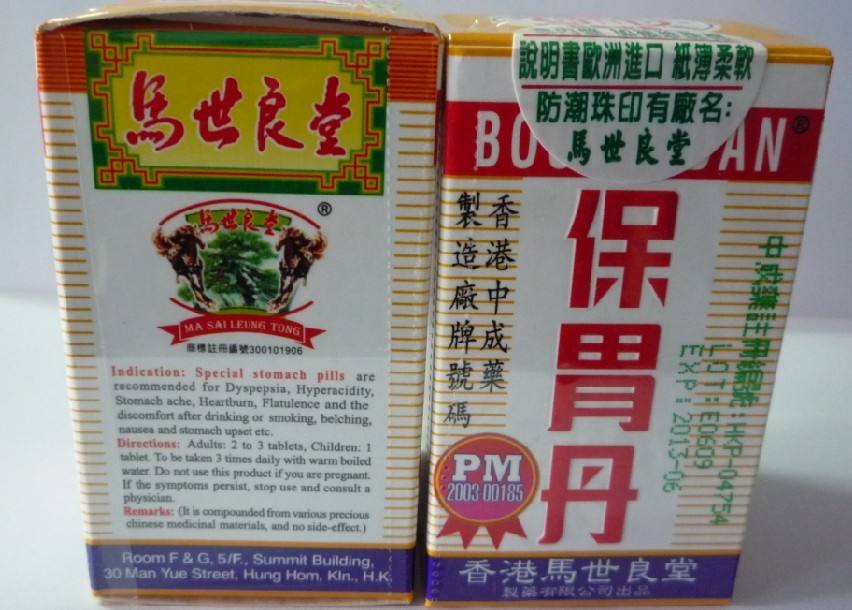 馬世良堂
馬世良堂
®
MA SAI LEUNG TONG
商標註冊編號300101906
Indication: Special stomach pills are
recommended for Dyspepsia, Hyperacidity,
Stomach ache, Heartburn, Flatulence and the
discomfort after drinking or smoking, belching,
nausea and stomach upset etc.
Directions: Adults: 2 to 3 tablets, Children: 1
tablet. To be taken 3 times daily with warm boiled
water. Do not use this product if you are pregnant.
If the symptoms persist, stop use and consult a
physician.
Remarks: (It is compounded from various precious
chinese medicinal materials, and no side-effect.)
Room F & G, 5/F., Summit Building,
30 Man Yue Street, Hung Hom, Kln., H.K.
說明書歐洲進口 紙薄柔軟
防潮珠印有廠名:
馬世良堂
BO AN®
保胃丹
香港中成藥
製造廠牌號碼
PM
2003-00185
中成藥註冊編號:HKP-04754
LOT:E0609
EXP:2013-06
香港馬世良堂
製藥有限公司出品